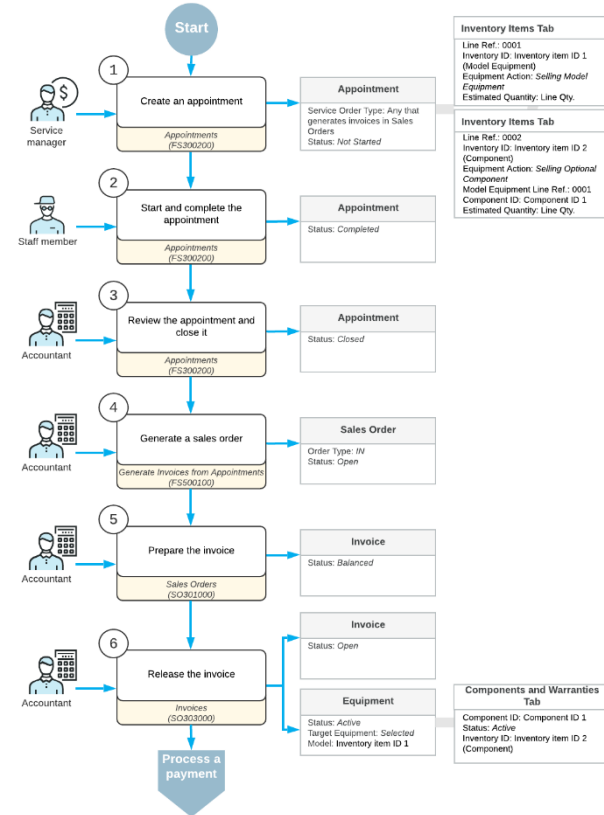 Start
1
Create an appointment
Appointments
(FS300200)
$
Service
manager
Appointment
Service Order Type: Any that
generates invoices in Sales
Orders
Status: Not Started
Inventory Items Tab
Line Ref.: 0001
Inventory ID: Inventory item ID 1
(Model Equipment)
Equipment Action: Selling Model
Equipment
Estimated Quantity: Line Qty.
Inventory Items Tab
Line Ref.: 0002
Inventory ID: Inventory item ID 2
(Component)
Equipment Action: Selling Optional
Component
Model Equipment Line Ref.: 0001
Component ID: Component ID 1
Estimated Quantity: Line Qty.
2
Start and complete the
appointment
Appointments
(FS300200)
Staff member
Appointment
Status: Completed
3
Review the appointment and
close it
Appointments
(FS300200)
Accountant
Appointment
Status: Closed
4
Generate a sales order
Generate Invoices from Appointments
(FS500100)
Accountant
Sales Order
Order Type: IN
Status: Open
5
Prepare the invoice
Sales Orders
(SO301000)
Accountant
Invoice
Status: Balanced
6
Release the invoice
Invoices
(SO303000)
Accountant
Invoice
Status: Open
Equipment
Status: Active
Target Equipment: Selected
Model: Inventory item ID 1
Components and Warranties
Tab
Component ID: Component ID 1
Status: Active
Inventory ID: Inventory item ID 2
(Component)
Process a
payment